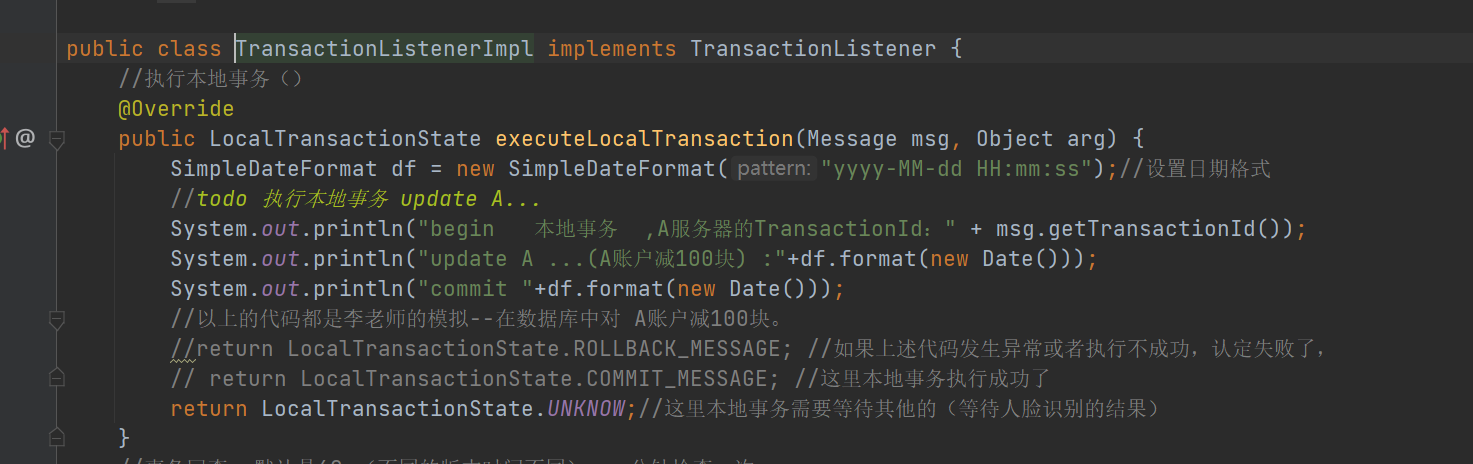 public class TransactionListenerImpl implements TransactionListener {
//执行本地事务（）
@Override
public LocalTransactionState executeLocalTransaction(Message msg, Object arg) {
SimpleDateFormat df = new SimpleDateFormat( pattern: "yyyy-MM-dd HH:mm:ss");//设置日期格式
//todo 执行本地事务 update A...
System.out.println("begin   本地事务  ,A服务器的TransactionId：" + msg.getTransactionId());
System.out.println("update A ...(A账户减100块) :"+df.format(new Date()));
System.out.println("commit "+df.format(new Date()));
//以上的代码都是李老师的模拟--在数据库中对 A账户减100块。
//return LocalTransactionState.ROLLBACK_MESSAGE; //如果上述代码发生异常或者执行不成功，认定失败了，
// return LocalTransactionState.COMMIT_MESSAGE; //这里本地事务执行成功了
return LocalTransactionState.UNKNOW;//这里本地事务需要等待其他的（等待人脸识别的结果）
}